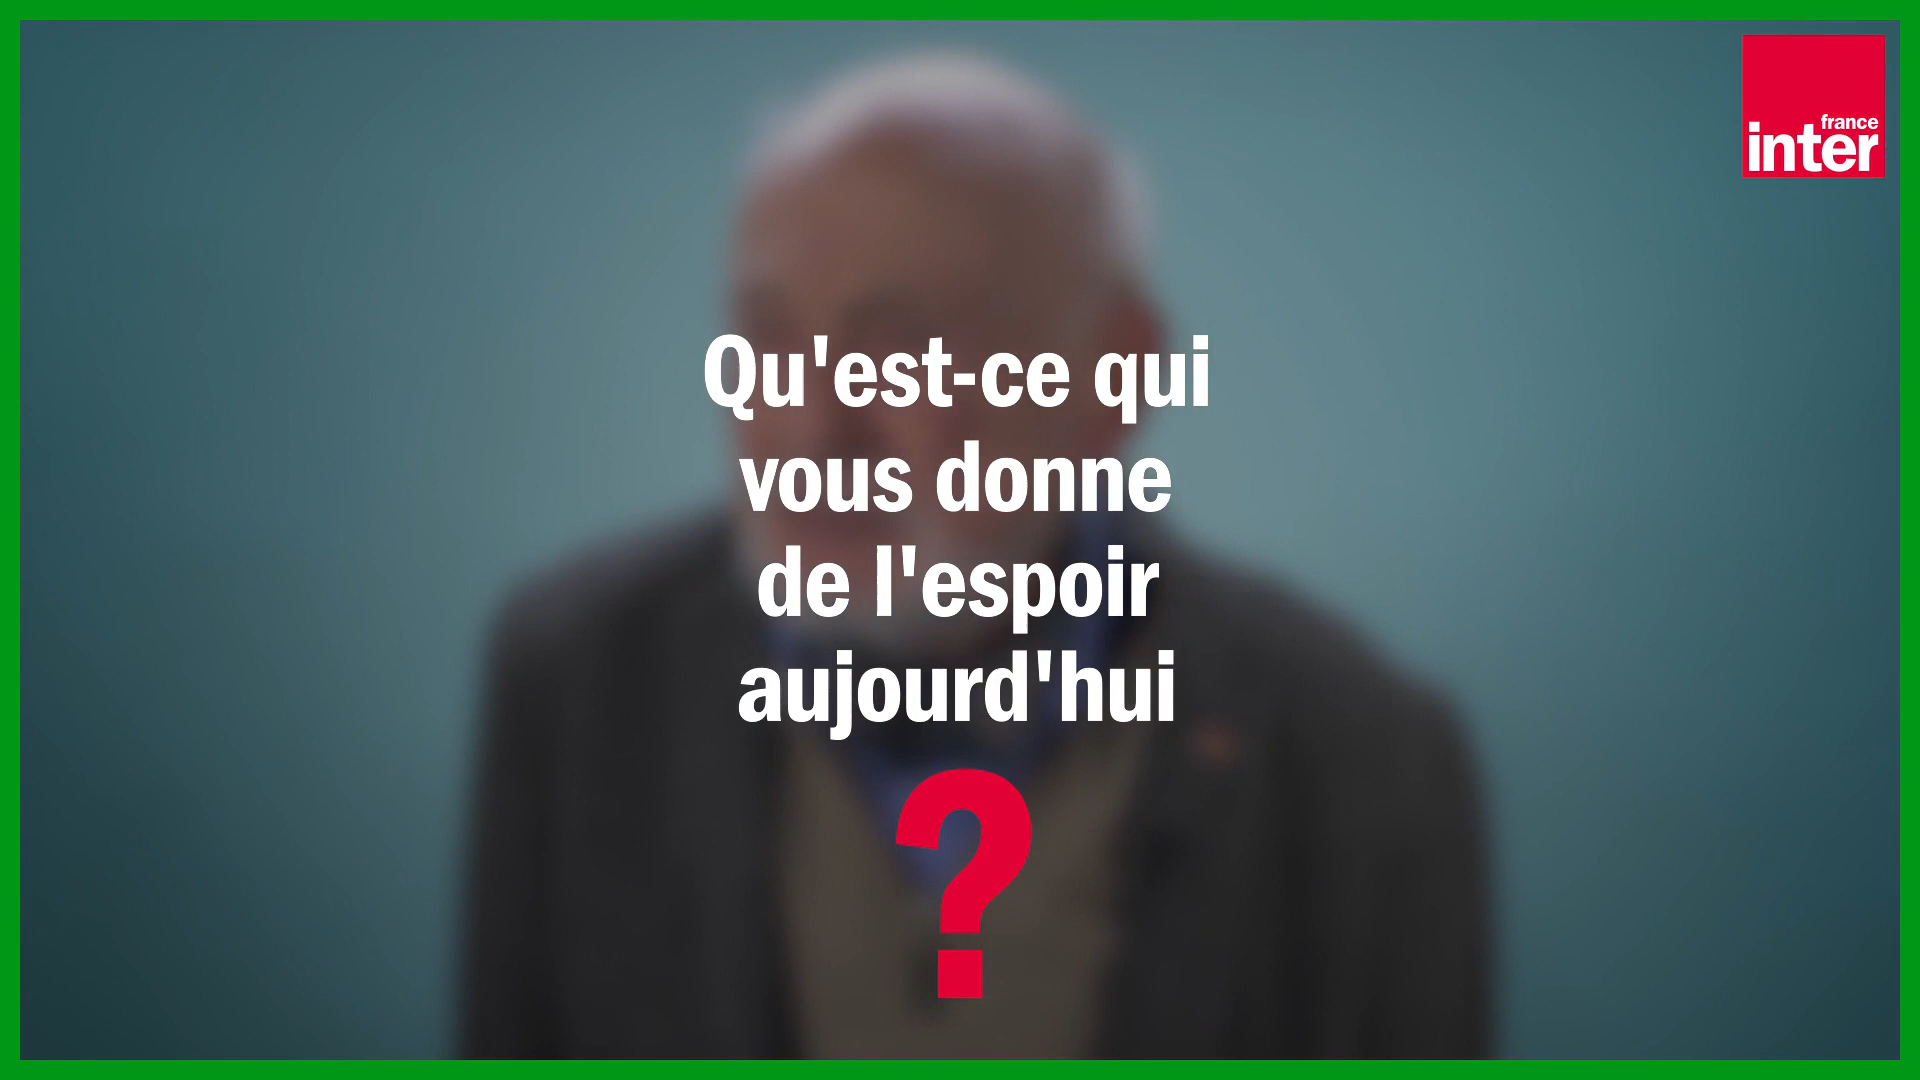 france
inter
Qu'est-ce qui
vous donne
de l'espoir
aujourd'hui
?